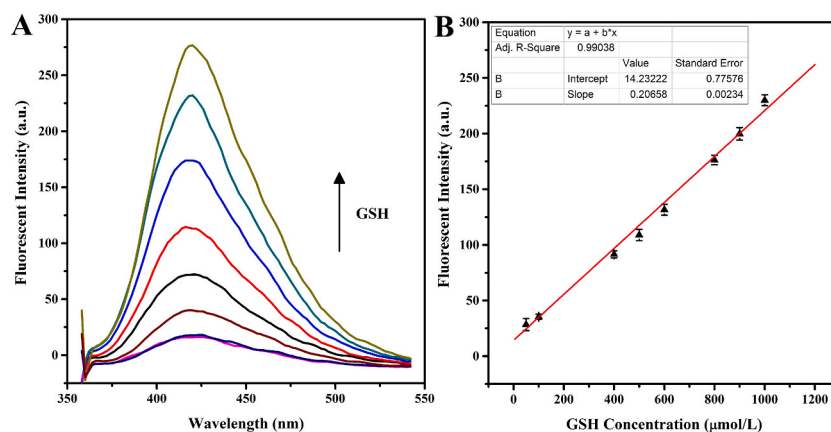 A
Fluorescent Intensity (a.u.)
300
250
200
150
100
50
0
GSH
350 400 450 500 550
Wavelength (nm)
B
Fluorescent Intensity (a.u.)
300
250
200
150
100
50
0
Equation y = a + b*x
Adj. R-Square 0.99038
Value Standard Error
B Intercept 14.23222 0.77576
B Slope 0.20658 0.00234
0 200 400 600 800 1000 1200
GSH Concentration (μmol/L)